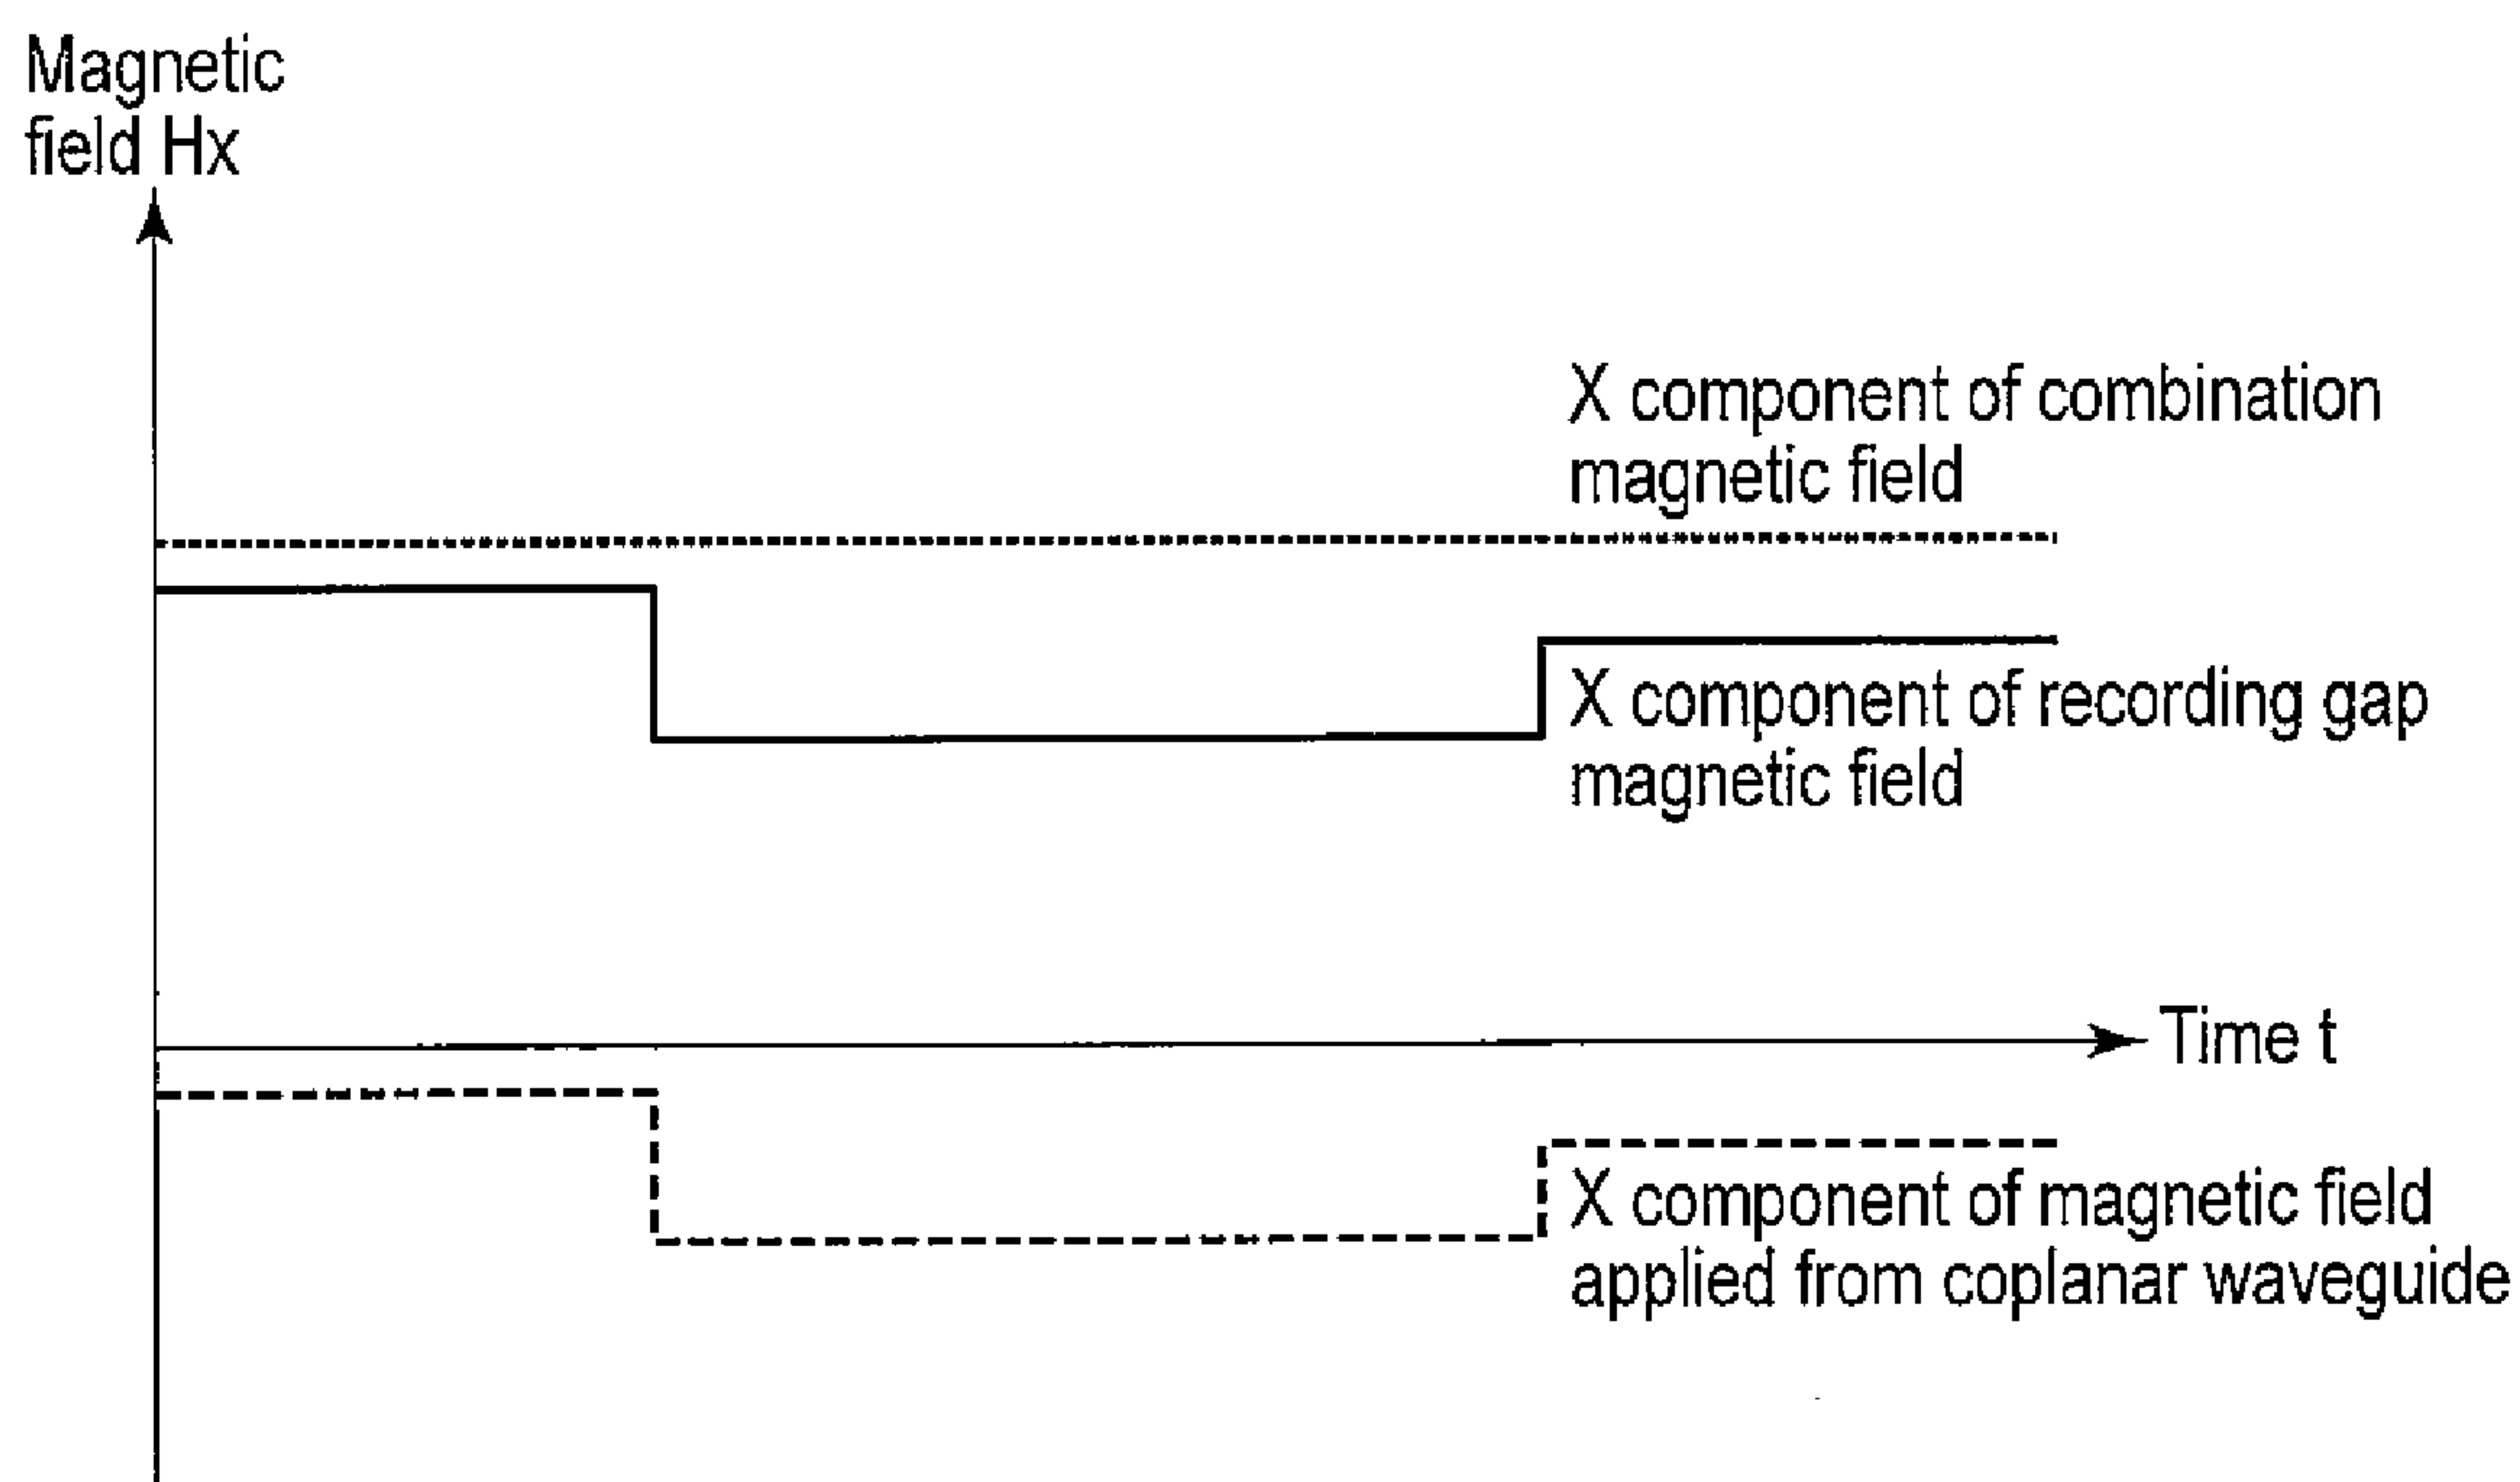 Magnetic
field Hx
X component of combination
magnetic field
X component of recording gap
magnetic field
Time t
X component of magnetic field
applied from coplanar waveguide